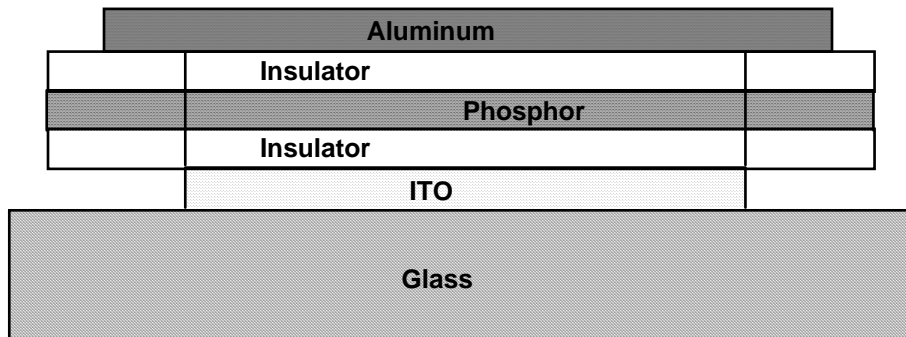 Aluminum
Insulator
Phosphor
Insulator
ITO
Glass